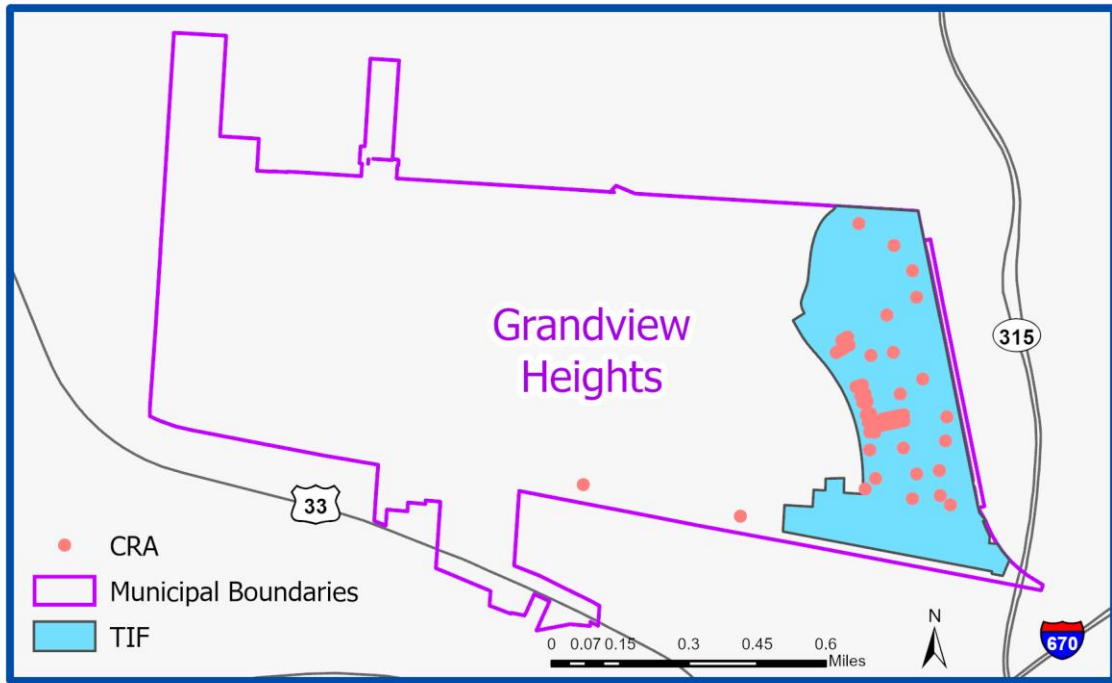 Grandview
Heights
315
33
CRA
Municipal Boundaries
TIF
N
670
0 0.07 0.15 0.3 0.45 0.6
Miles